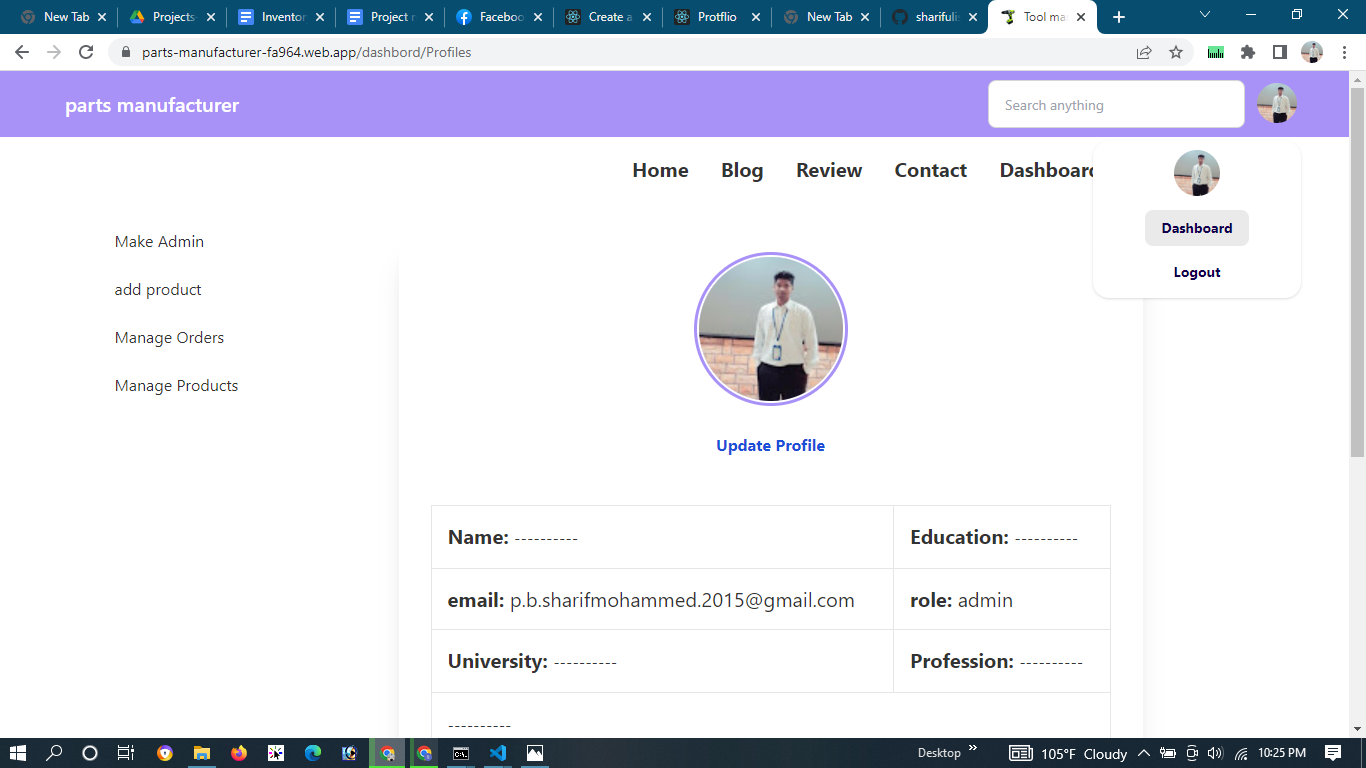 New Tab
Projects-
Inventor
Project r
Faceboo
Create a
Protflio
New Tab
sharifulis
Tool ma
parts-manufacturer-fa964.web.app/dashbord/Profiles
parts manufacturer
Search anything
Home Blog Review Contact Dashboard
Dashboard
Logout
Make Admin
add product
Manage Orders
Manage Products
Update Profile
Name: ----------
Education: ----------
email: p.b.sharifmohammed.2015@gmail.com
role: admin
University: ----------
Profession: ----------
----------
Desktop
105°F Cloudy
10:25 PM